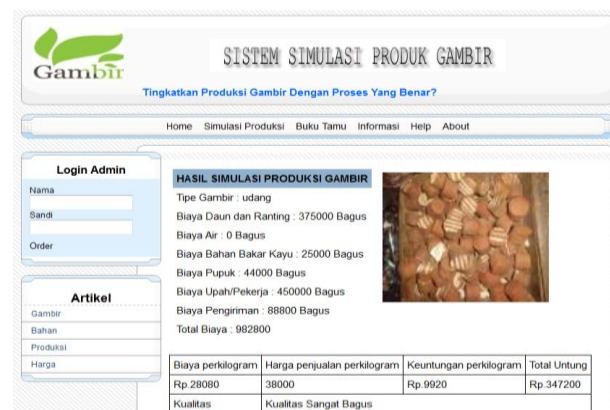 Gambir
SISTEM SIMULASI PRODUK GAMBIR
Tingkatkan Produksi Gambir Dengan Proses Yang Benar?
Home Simulasi Produksi Buku Tamu Informasi Help About
Login Admin
Nama
Sandi
Order
Artikel
Gambir
Bahan
Produksi
Harga
HASIL SIMULASI PRODUKSI GAMBIR
Tipe Gambir : udang
Biaya Daun dan Ranting : 375000 Bagus
Biaya Air : 0 Bagus
Biaya Bahan Bakar Kayu : 25000 Bagus
Biaya Pupuk : 44000 Bagus
Biaya Upah/Pekerja : 450000 Bagus
Biaya Pengiriman : 88800 Bagus
Total Biaya : 982800
Biaya perkilogram Harga penjualan perkilogram Keuntungan perkilogram Total Untung
Rp.28080 38000 Rp.9920 Rp.347200
Kualitas Kualitas Sangat Bagus